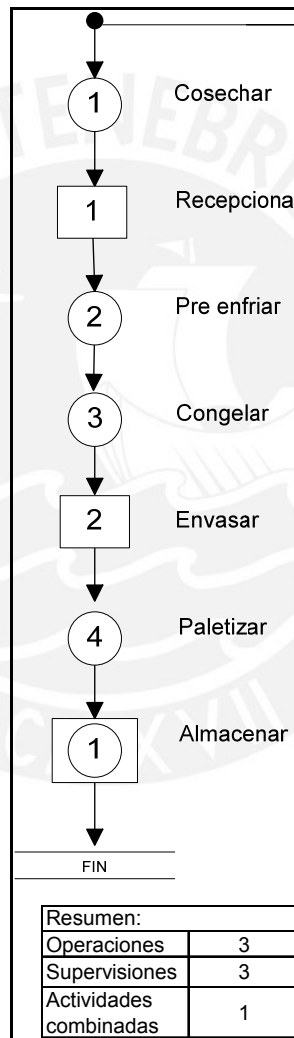 1 Cosechar
1 Recepciona
2 Pre enfriar
3 Congelar
2 Envasar
4 Paletizar
1 Almacenar
FIN
Resumen:
Operaciones 3
Supervisiones 3
Actividades
combinadas 1